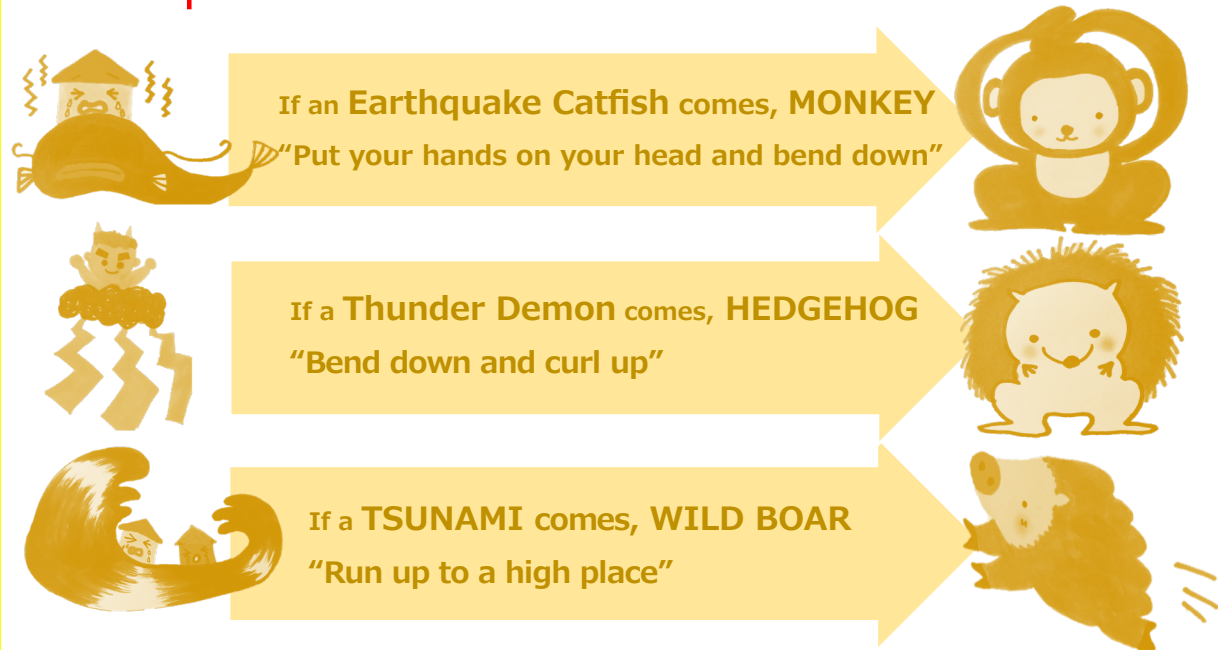 If an Earthquake Catfish comes, MONKEY
“Put your hands on your head and bend down”
If a Thunder Demon comes, HEDGEHOG
“Bend down and curl up”
If a TSUNAMI comes, WILD BOAR
“Run up to a high place”